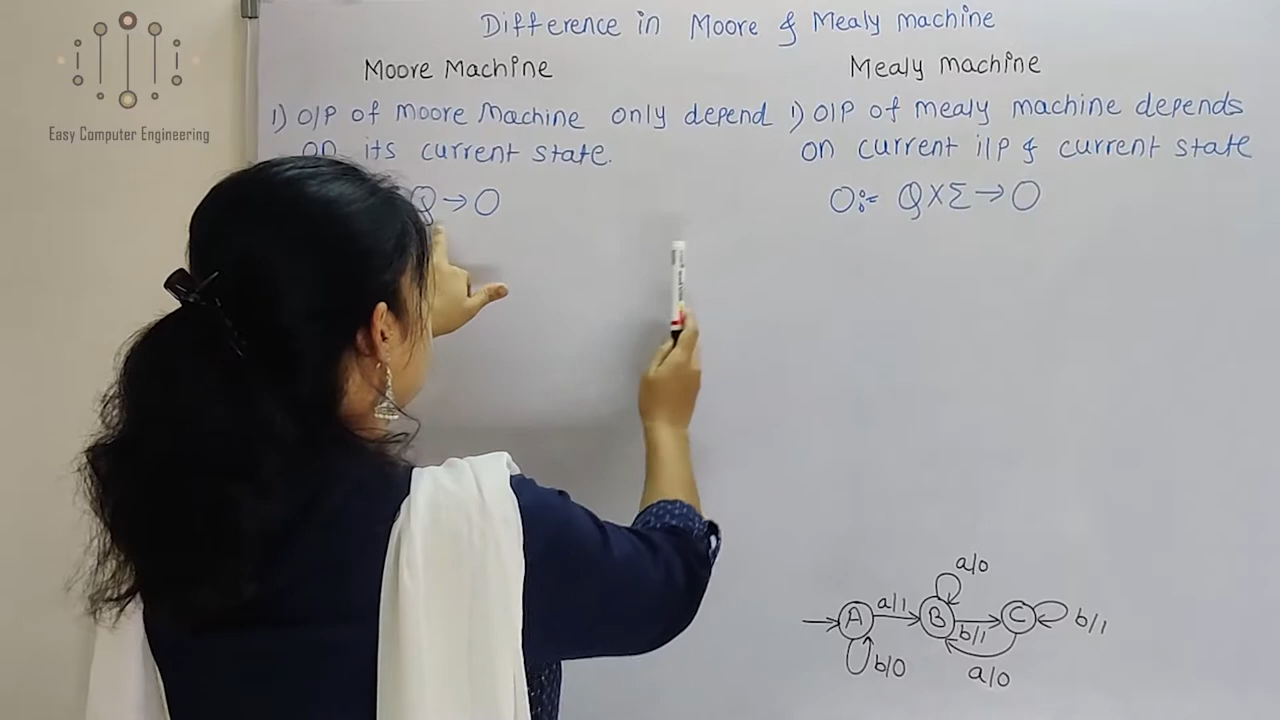 Difference in Moore & Mealy machine
Moore Machine
1) O/P of moore Machine only depend
on its current state.
Q→O
Mealy machine
1) O/P of mealy machine depends
on current i/P & current state
O:- Q×Σ→O
Easy Computer Engineering
a/0
A a/1 B b/1 C b/1
b/0 a/0